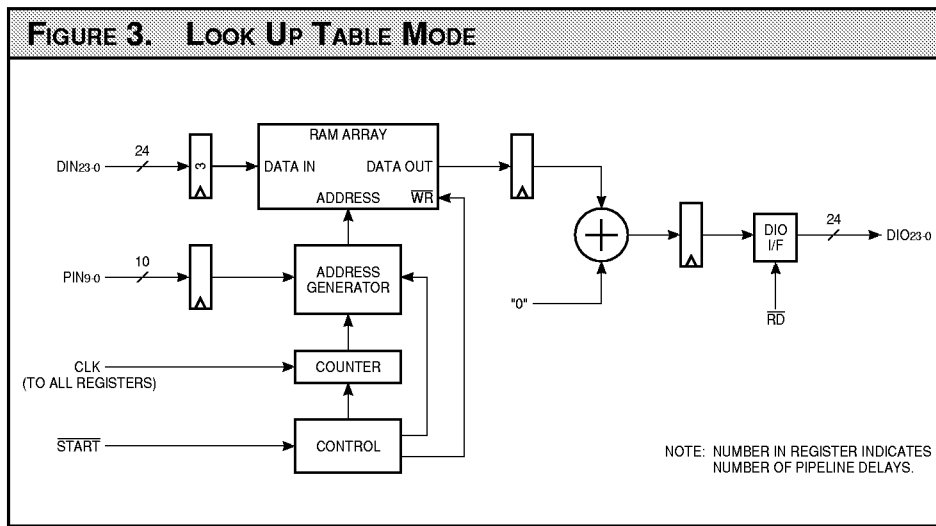 FIGURE 3. LOOK UP TABLE MODE
RAM ARRAY
DIN23-0
24
3
DATA IN
DATA OUT
ADDRESS
WR
PIN9-0
10
ADDRESS
GENERATOR
"0"
DIO
I/F
24
DIO23-0
RD
CLK
(TO ALL REGISTERS)
COUNTER
START
CONTROL
NOTE: NUMBER IN REGISTER INDICATES
NUMBER OF PIPELINE DELAYS.